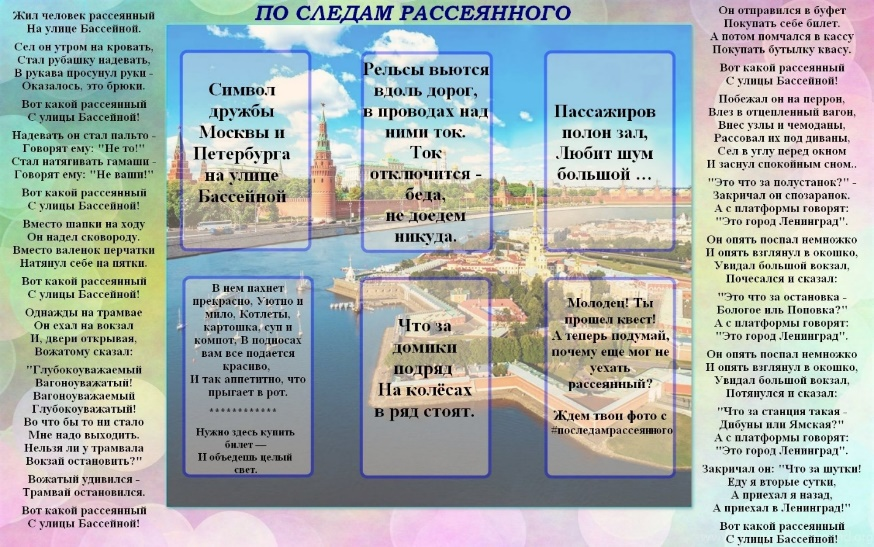 ПО СЛЕДАМ РАССЕЯННОГО
Жил человек рассеянный
На улице Бассейной.
Сел он утром на кровать,
Стал рубашку надевать,
В рукава просунул руки -
Оказалось, это брюки.
Вот какой рассеянный
С улицы Бассейной!
Надевать он стал пальто -
Говорят ему: "Не то!"
Стал натягивать гамаши -
Говорят ему: "Не ваши!"
Вот какой рассеянный
С улицы Бассейной!
Вместо шапки на ходу
Он надел сковороду.
Вместо валенок перчатки
Натянул себе на пятки.
Вот какой рассеянный
С улицы Бассейной!
Однажды на трамвае
Он ехал на вокзал
И, двери открывая,
Вожатому сказал:
"Глубокоуважаемый
Вагоноуважатый!
Вагоноуважаемый
Глубокоуважатый!
Во что бы то ни стало
Мне надо выходить.
Нельзя ли у трамвала
Вокзай остановить?"
Вожатый удивился -
Трамвай остановился.
Вот какой рассеянный
С улицы Бассейной!
Символ
дружбы
Москвы и
Петербурга
на улице
Бассейной
Рельсы вьются
вдоль дорог,
в проводах над
ними ток.
Ток
отключится -
беда,
не доедем
никуда.
Пассажиров
полон зал,
Любит шум
большой ...
В нем пахнет
прекрасно, Уютно и
мило, Котлеты,
картошка, суп и
компот, В подносах
вам все подается
красиво,
И так аппетитно, что
прыгает в рот.
************
Нужно здесь купить
билет —
И объедешь целый
свет.
Что за
домики
подряд
На колёсах
в ряд стоят.
Молодец! Ты
прошел квест!
А теперь подумай,
почему еще мог не
уехать
рассеянный?
Ждем твои фото с
#последамрассеянного
Он отправился в буфет
Покупать себе билет.
А потом помчался в кассу
Покупать бутылку квасу.
Вот какой рассеянный
С улицы Бассейной!
Побежал он на перрон,
Влез в отцепленный вагон,
Внес узлы и чемоданы,
Рассовал их под диваны,
Сел в углу перед окном
И заснул спокойным сном..
"Это что за полустанок?" -
Закричал он спозаранок.
А с платформы говорят:
"Это город Ленинград".
Он опять поспал немножко
И опять взглянул в окошко,
Увидал большой вокзал,
Почесался и сказал:
"Это что за остановка -
Бологое иль Поповка?"
А с платформы говорят:
"Это город Ленинград".
Он опять поспал немножко
И опять взглянул в окошко,
Увидал большой вокзал,
Потянулся и сказал:
"Что за станция такая -
Дибуны или Ямская?"
А с платформы говорят:
"Это город Ленинград".
Закричал он: "Что за шутки!
Еду я вторые сутки,
А приехал я назад,
А приехал в Ленинград!"
Вот какой рассеянный
С улицы Бассейной!